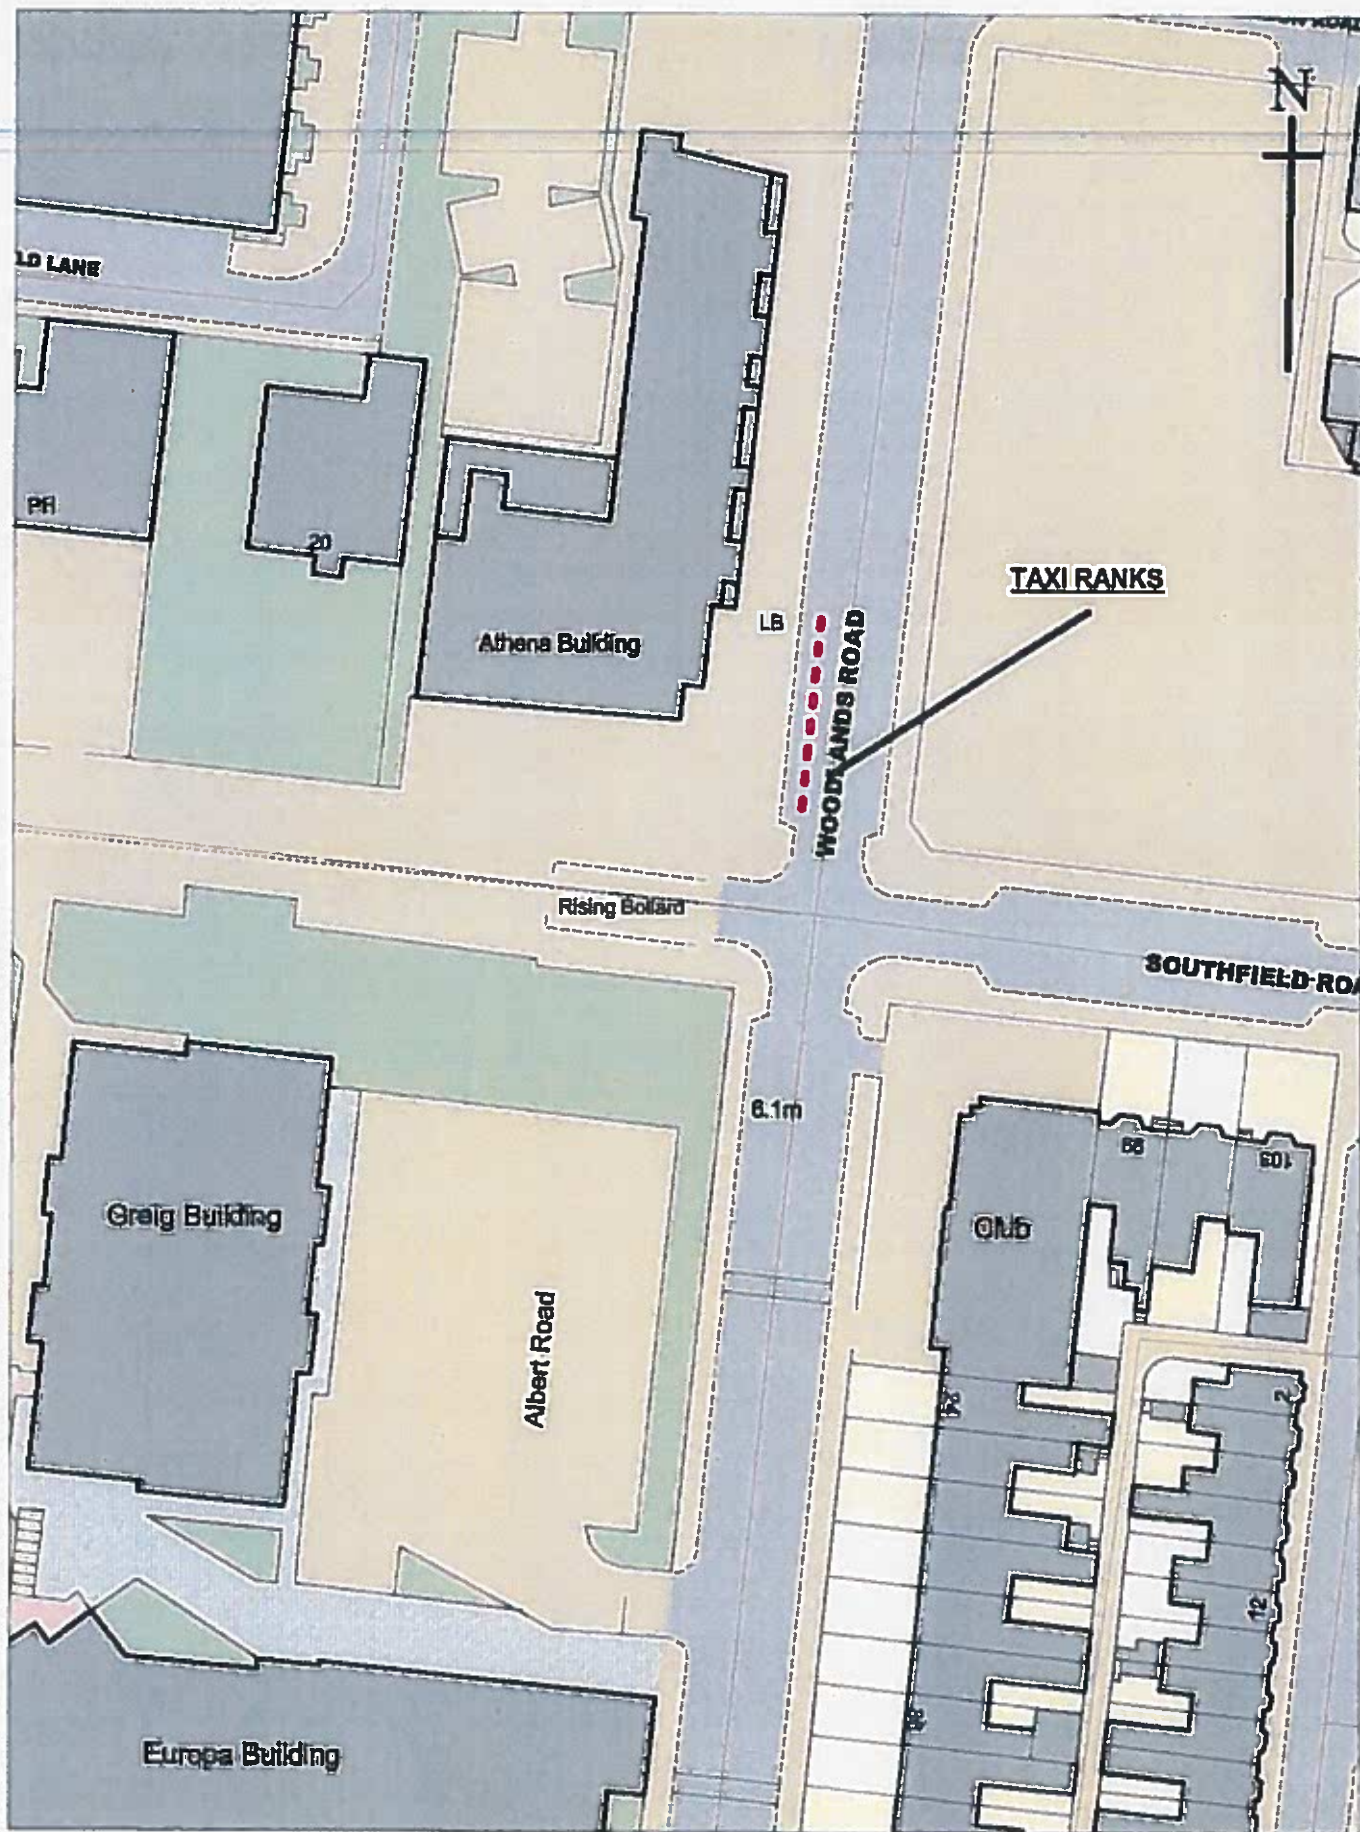 N
LD LANE
PH
20
TAXI RANKS
LB
Athena Building
WOODLANDS ROAD
Rising Bollard
SOUTHFIELD ROA
6.1m
99
103
Greig Building
Club
Albert Road
24
2
12
Europa Building